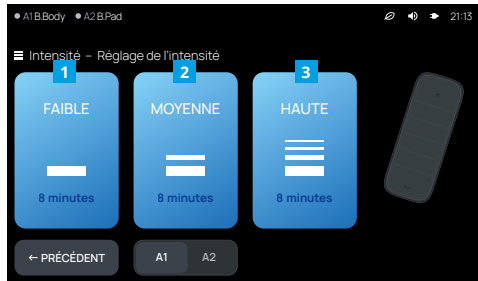 A1 B.Body A2 B.Pad 21:13
Intensité – Réglage de l'intensité
1 2 3
FAIBLE MOYENNE HAUTE
8 minutes 8 minutes 8 minutes
← PRÉCÉDENT A1 A2